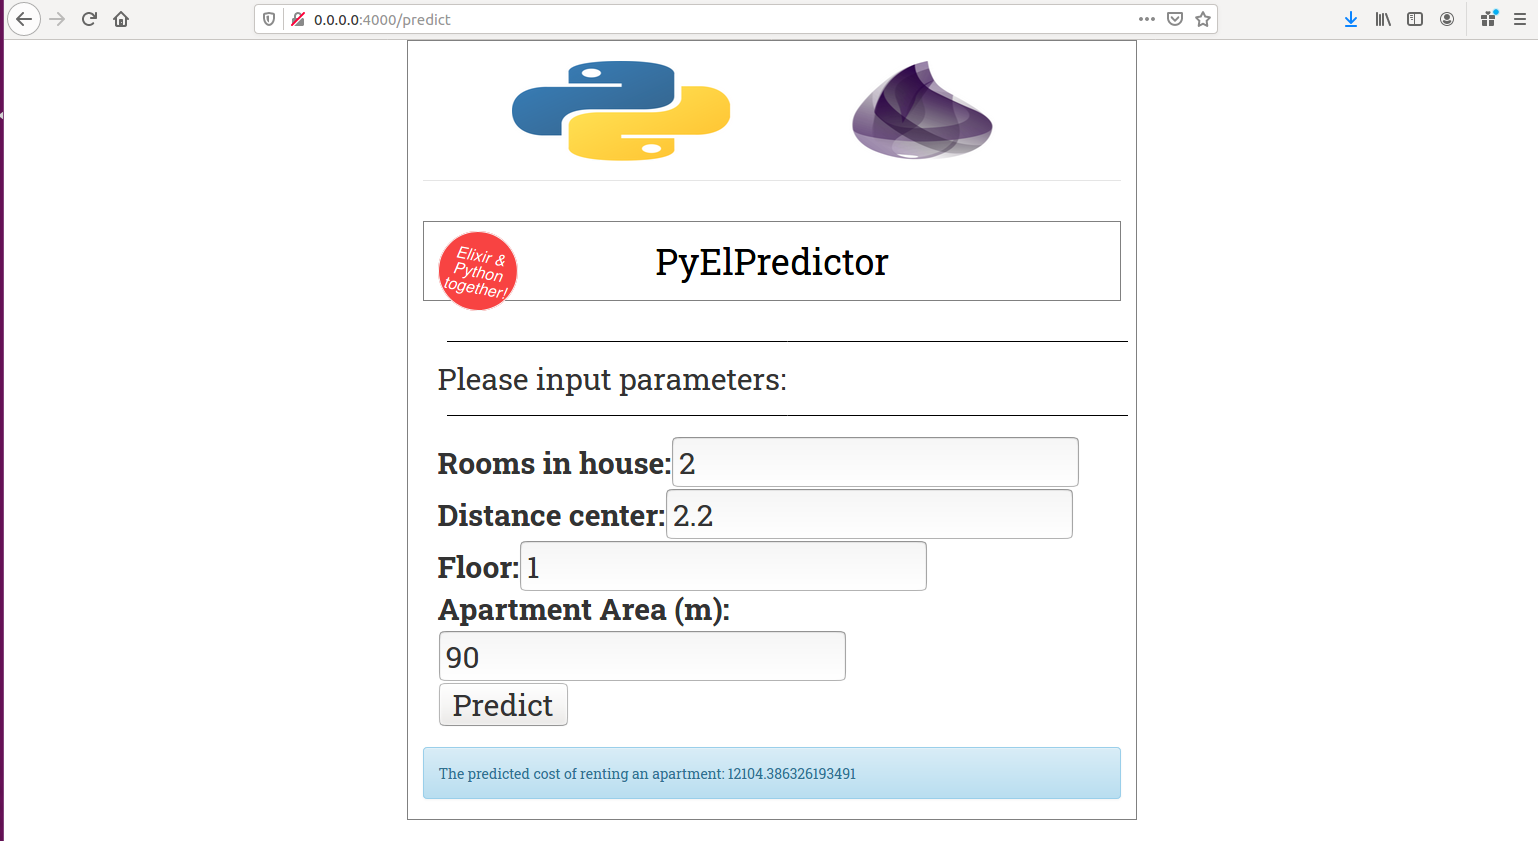 0.0.0.0:4000/predict
Elixir &
Python
together!
PyElPredictor
Please input parameters:
Rooms in house: 2
Distance center: 2.2
Floor: 1
Apartment Area (m):
90
Predict
The predicted cost of renting an apartment: 12104.386326193491